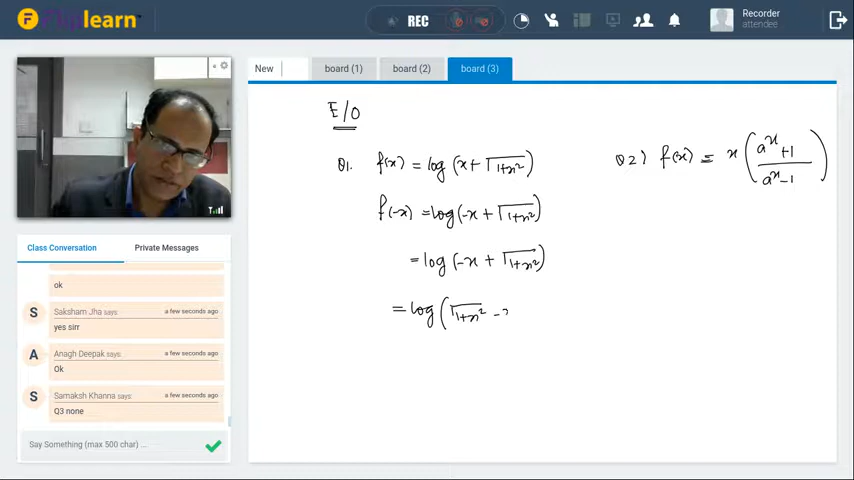 Fliplearn
REC
Recorder
attendee
New
board (1)
board (2)
board (3)
E/O
Q1. f(x) = log (x + √1+x²)
f(-x) = log (-x + √1+x²)
= log (-x + √1+x²)
= log (√1+x² -
Q2) f(x) = x (aˣ+1 / aˣ-1)
Class Conversation
Private Messages
ok
S
Saksham Jha says:
a few seconds ago
yes sirr
A
Anagh Deepak says:
a few seconds ago
Ok
S
Samaksh Khanna says:
a few seconds ago
Q3 none
Say Something (max 500 char) ...